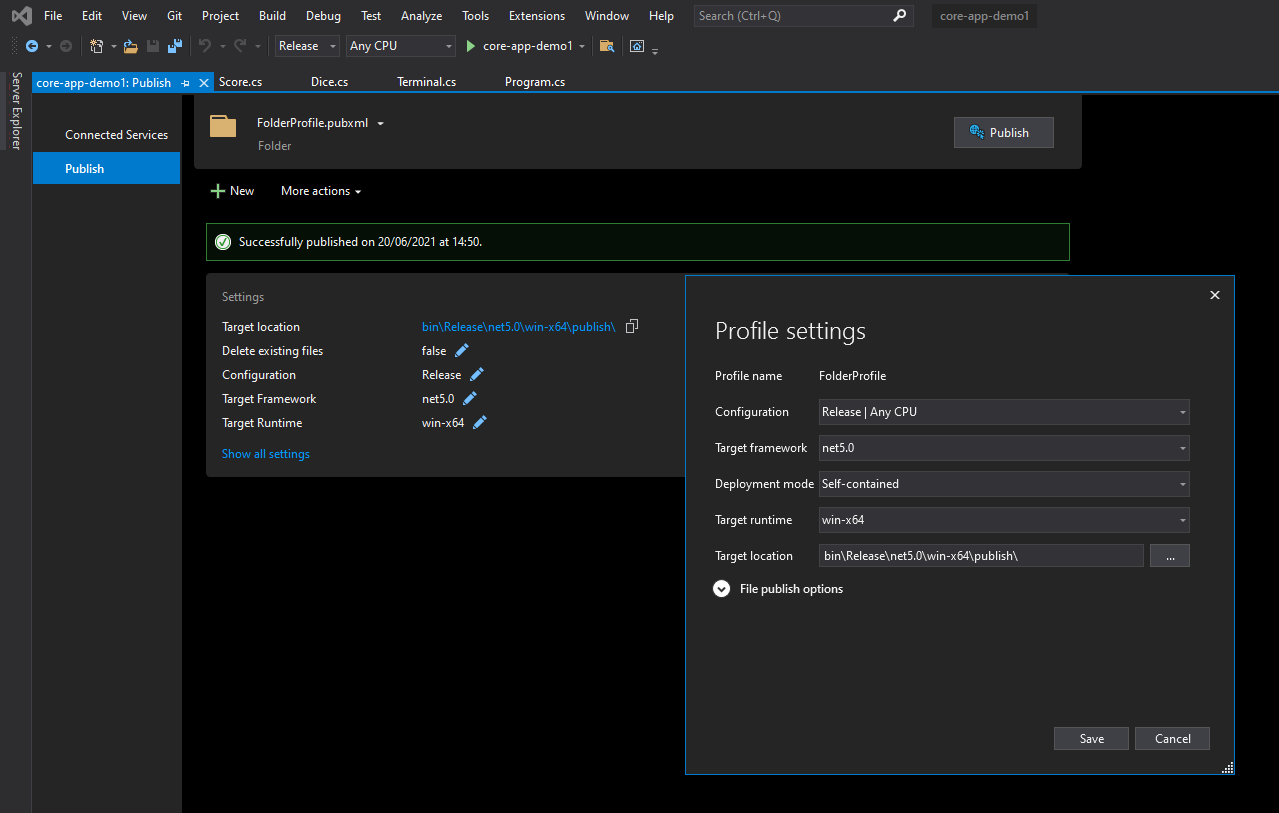 File Edit View Git Project Build Debug Test Analyze Tools Extensions Window Help Search (Ctrl+Q) core-app-demo1
Release Any CPU core-app-demo1
Server Explorer
core-app-demo1: Publish Score.cs Dice.cs Terminal.cs Program.cs
Connected Services
Publish
FolderProfile.pubxml
Folder
Publish
New More actions
Successfully published on 20/06/2021 at 14:50.
Settings
Target location bin\Release\net5.0\win-x64\publish\
Delete existing files false
Configuration Release
Target Framework net5.0
Target Runtime win-x64
Show all settings
Profile settings
Profile name FolderProfile
Configuration Release | Any CPU
Target framework net5.0
Deployment mode Self-contained
Target runtime win-x64
Target location bin\Release\net5.0\win-x64\publish\ ...
File publish options
Save Cancel